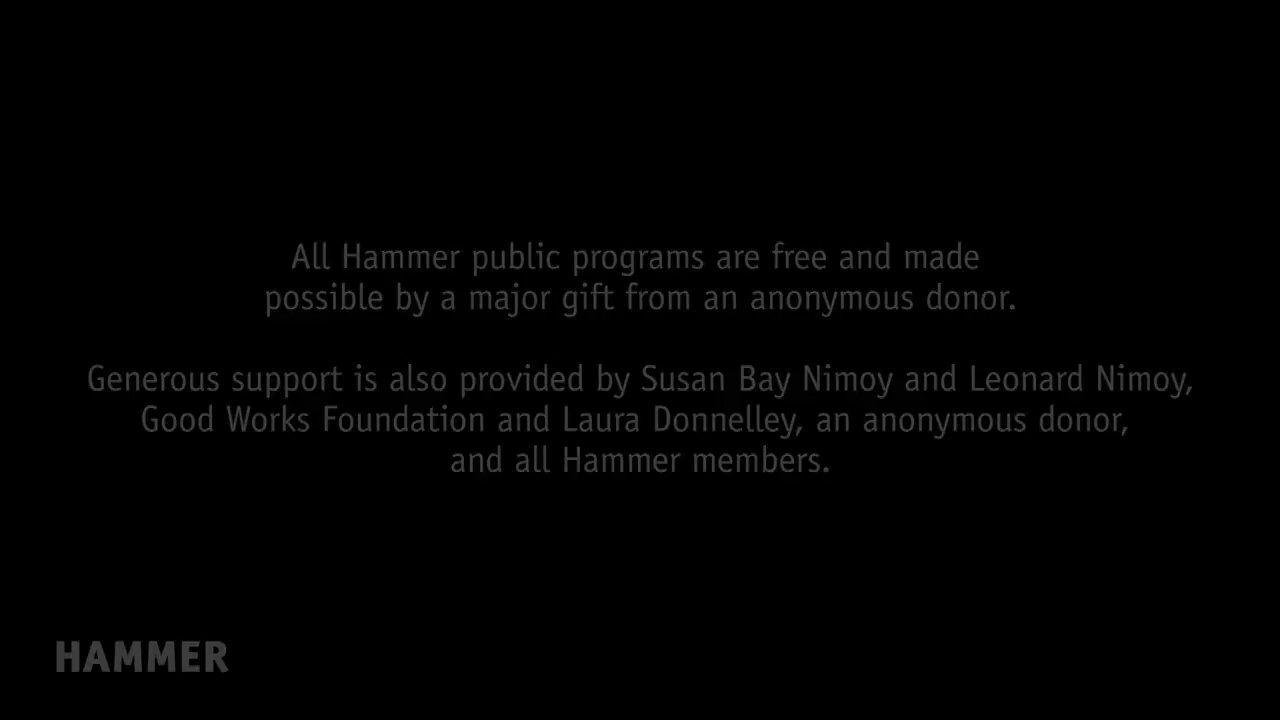 All Hammer public programs are free and made
possible by a major gift from an anonymous donor.
Generous support is also provided by Susan Bay Nimoy and Leonard Nimoy,
Good Works Foundation and Laura Donnelley, an anonymous donor,
and all Hammer members.
HAMMER